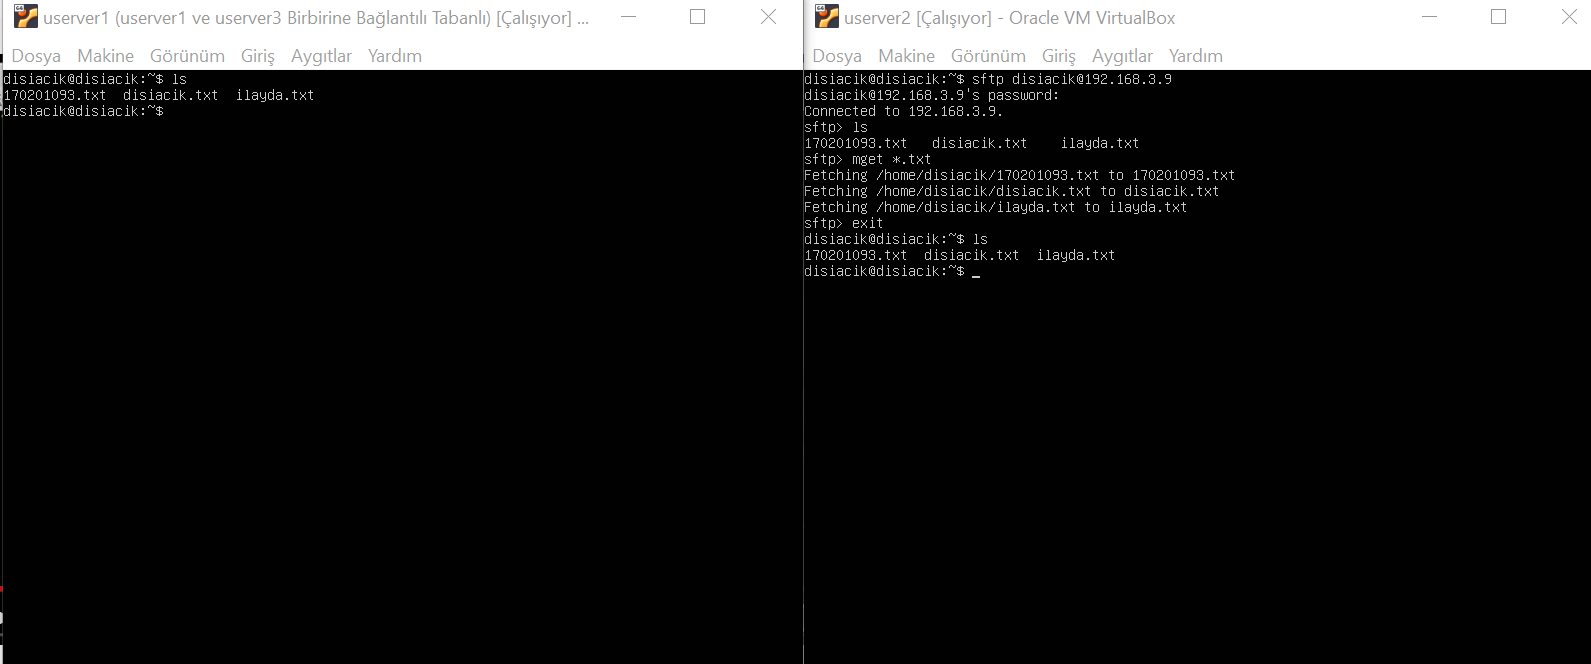 userver1 (userver1 ve userver3 Birbirine Bağlantılı Tabanlı) [Çalışıyor] ...
Dosya Makine Görünüm Giriş Aygıtlar Yardım
disiacik@disiacik:~$ ls
170201093.txt  disiacik.txt  ilayda.txt
disiacik@disiacik:~$
userver2 [Çalışıyor] - Oracle VM VirtualBox
Dosya Makine Görünüm Giriş Aygıtlar Yardım
disiacik@disiacik:~$ sftp disiacik@192.168.3.9
disiacik@192.168.3.9's password:
Connected to 192.168.3.9.
sftp> ls
170201093.txt   disiacik.txt    ilayda.txt
sftp> mget *.txt
Fetching /home/disiacik/170201093.txt to 170201093.txt
Fetching /home/disiacik/disiacik.txt to disiacik.txt
Fetching /home/disiacik/ilayda.txt to ilayda.txt
sftp> exit
disiacik@disiacik:~$ ls
170201093.txt  disiacik.txt  ilayda.txt
disiacik@disiacik:~$ _